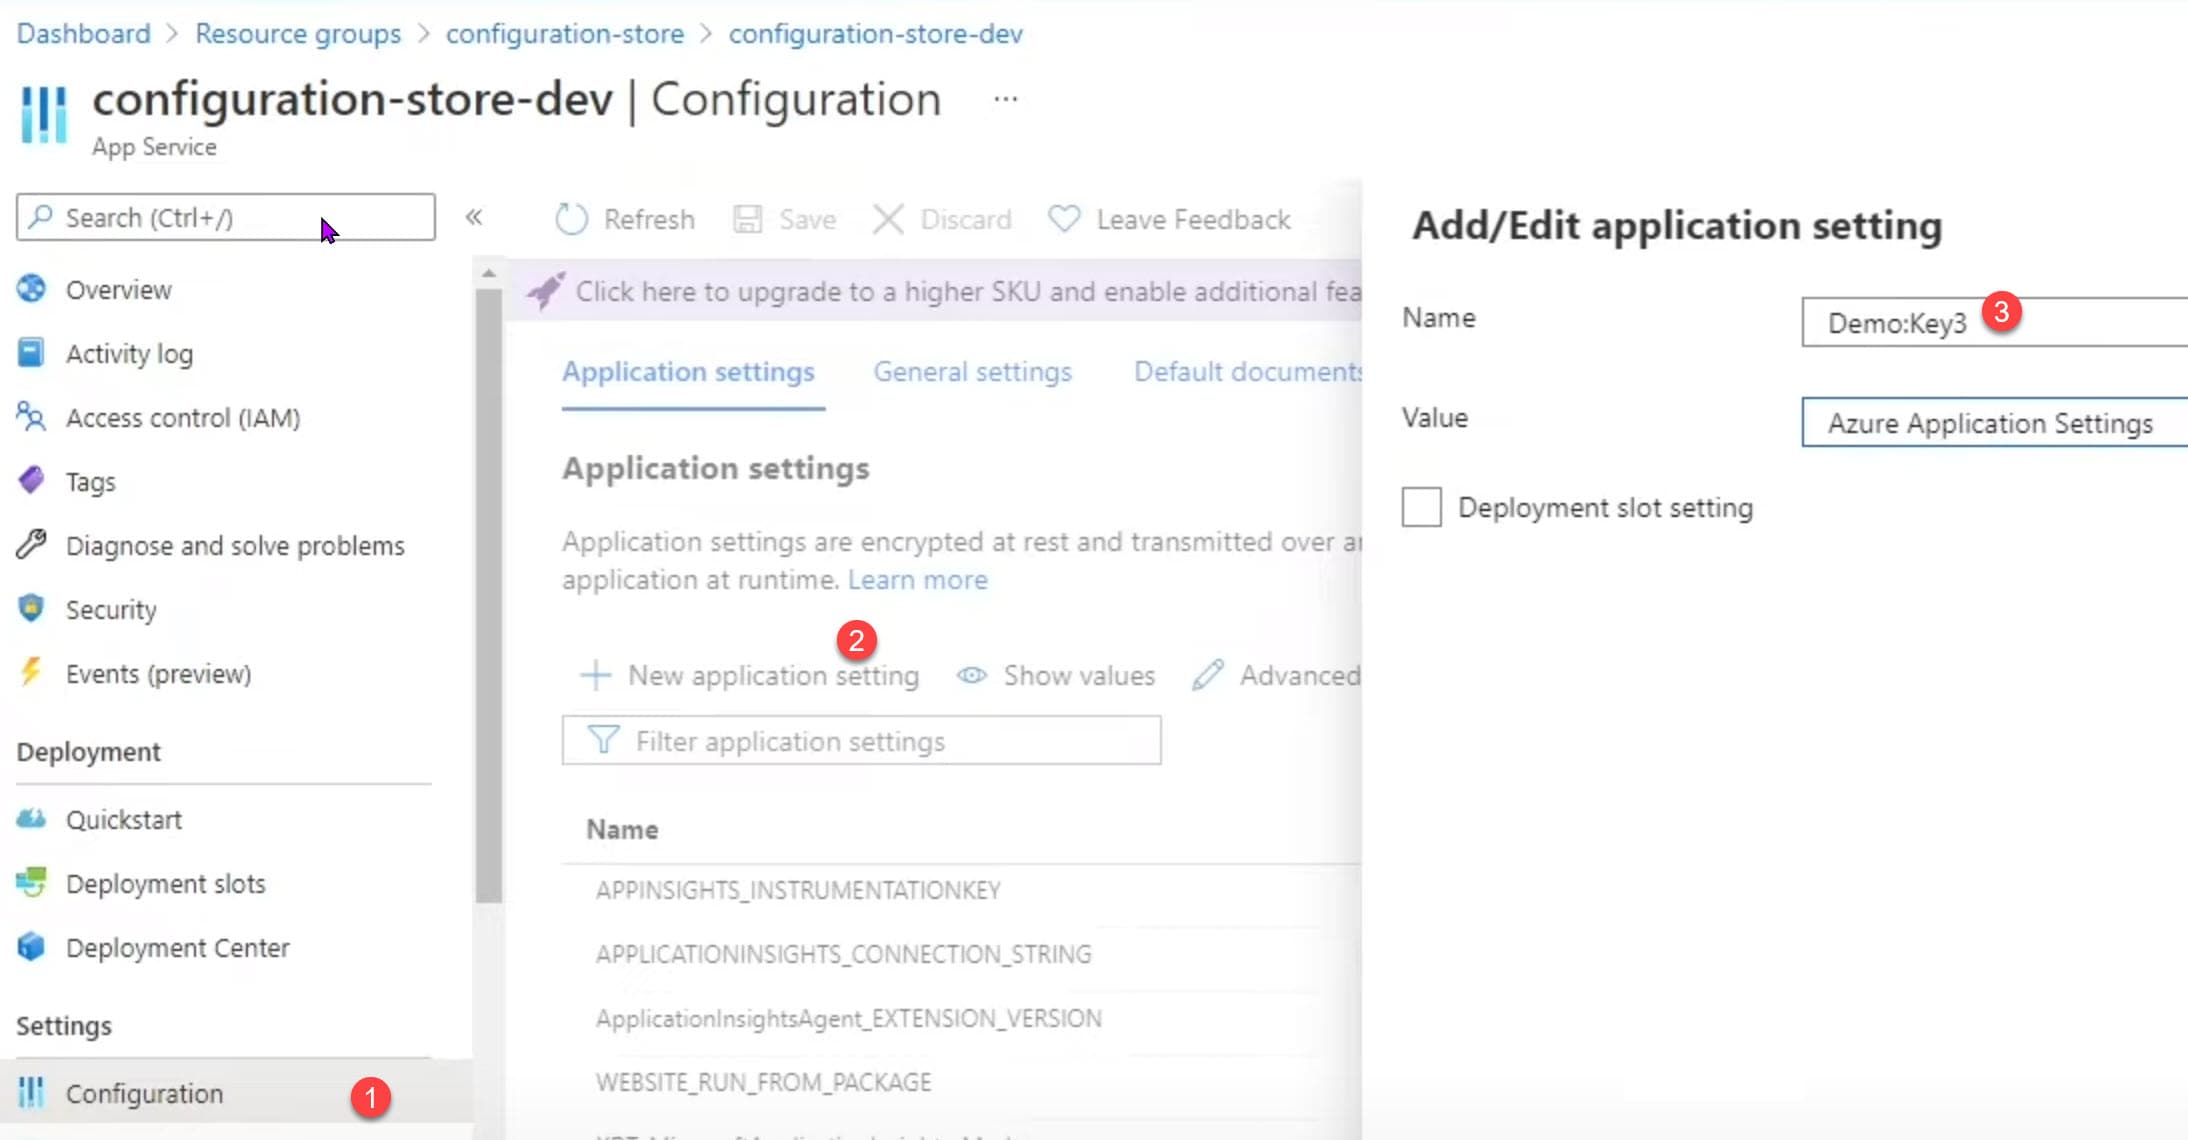 Dashboard > Resource groups > configuration-store > configuration-store-dev
configuration-store-dev | Configuration ...
App Service
Search (Ctrl+/)
«
Overview
Activity log
Access control (IAM)
Tags
Diagnose and solve problems
Security
Events (preview)
Deployment
Quickstart
Deployment slots
Deployment Center
Settings
Configuration 1
Refresh Save Discard Leave Feedback
Click here to upgrade to a higher SKU and enable additional fea
Application settings General settings Default documents
Application settings
Application settings are encrypted at rest and transmitted over an
application at runtime. Learn more
2
New application setting Show values Advanced
Filter application settings
Name
APPINSIGHTS_INSTRUMENTATIONKEY
APPLICATIONINSIGHTS_CONNECTION_STRING
ApplicationInsightsAgent_EXTENSION_VERSION
WEBSITE_RUN_FROM_PACKAGE
Add/Edit application setting
Name Demo:Key3 3
Value Azure Application Settings
Deployment slot setting